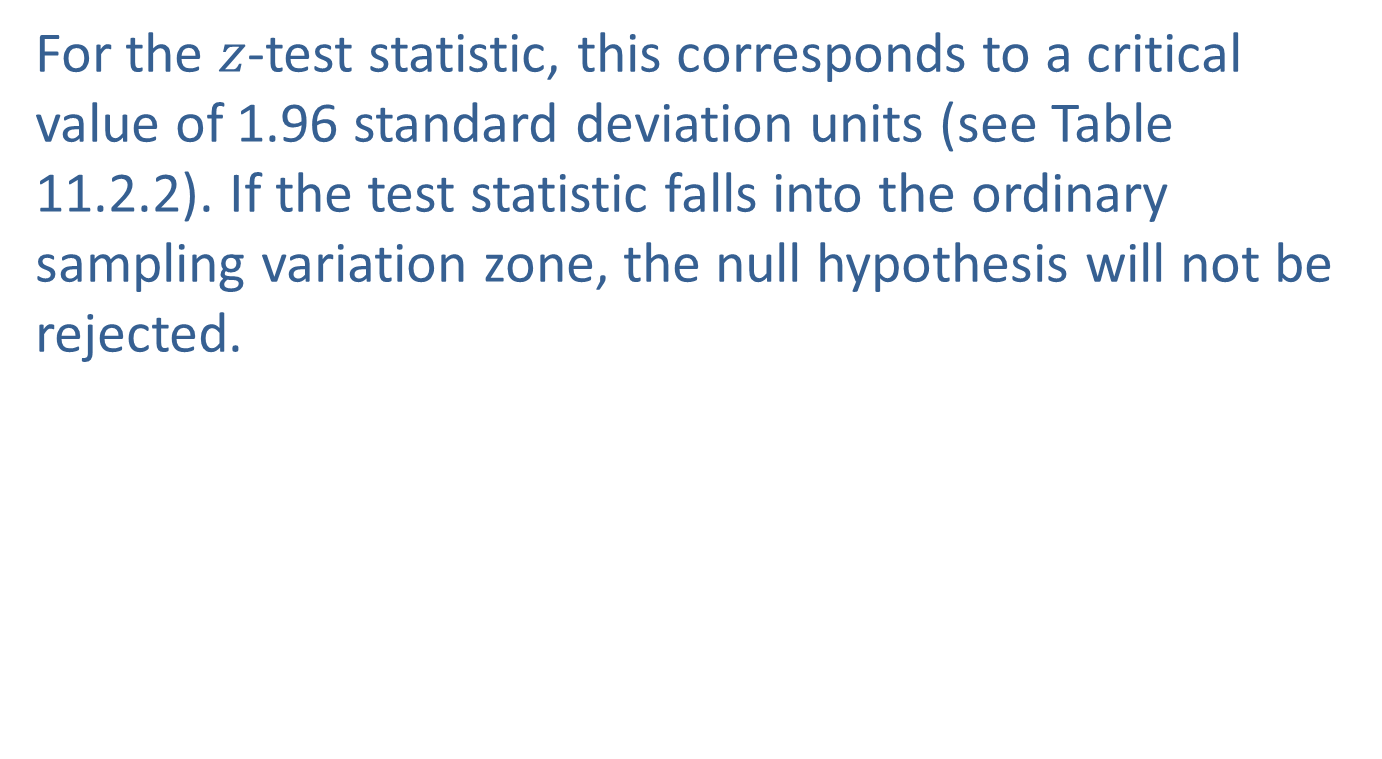 For the z-test statistic, this corresponds to a critical
value of 1.96 standard deviation units (see Table
11.2.2). If the test statistic falls into the ordinary
sampling variation zone, the null hypothesis will not be
rejected.